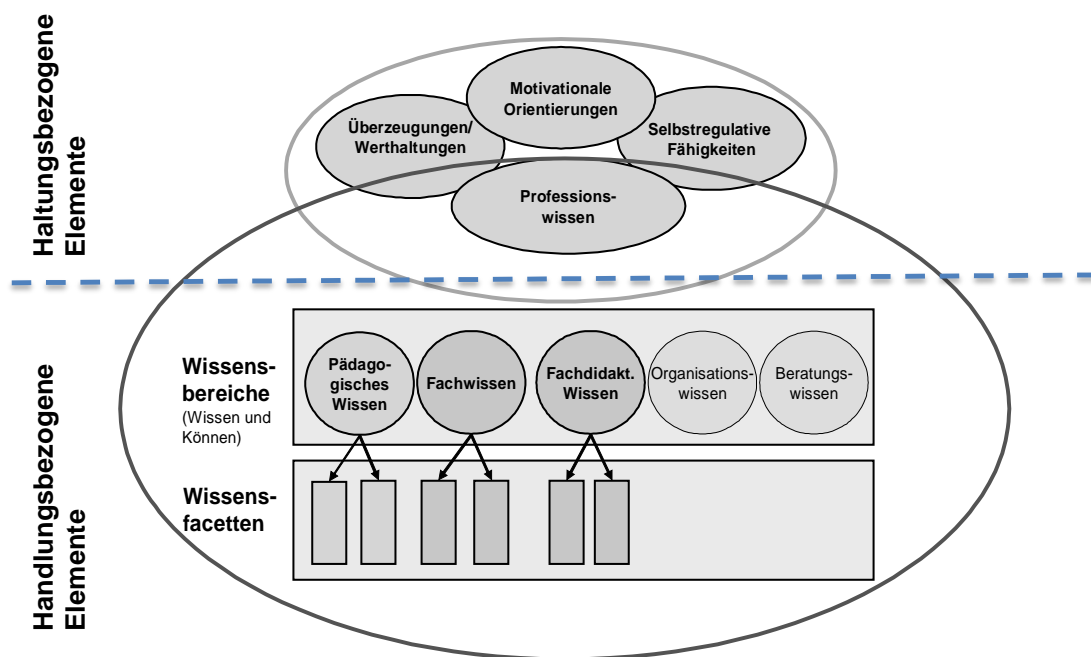 Haltungsbezogene
Elemente
Motivationale
Orientierungen
Überzeugungen/
Werthaltungen
Selbstregulative
Fähigkeiten
Professions-
wissen
Handlungsbezogene
Elemente
Wissens-
bereiche
(Wissen und
Können)
Pädago-
gisches
Wissen
Fachwissen
Fachdidakt.
Wissen
Organisations-
wissen
Beratungs-
wissen
Wissens-
facetten